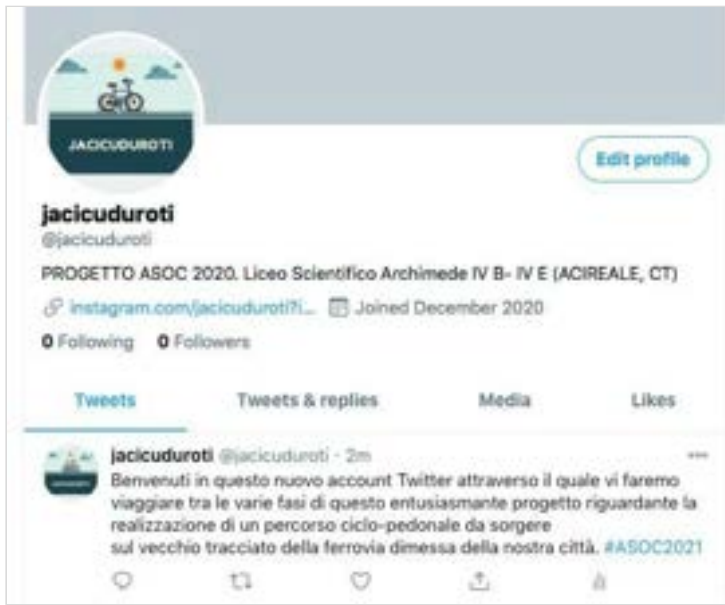 JACICUDUROTI
Edit profile
jacicuduroti
@jacicuduroti
PROGETTO ASOC 2020. Liceo Scientifico Archimede IV B- IV E (ACIREALE, CT)
instagram.com/jacicuduroti?i... Joined December 2020
0 Following 0 Followers
Tweets Tweets & replies Media Likes
jacicuduroti @jacicuduroti · 2m
Benvenuti in questo nuovo account Twitter attraverso il quale vi faremo
viaggiare tra le varie fasi di questo entusiasmante progetto riguardante la
realizzazione di un percorso ciclo-pedonale da sorgere
sul vecchio tracciato della ferrovia dimessa della nostra città. #ASOC2021